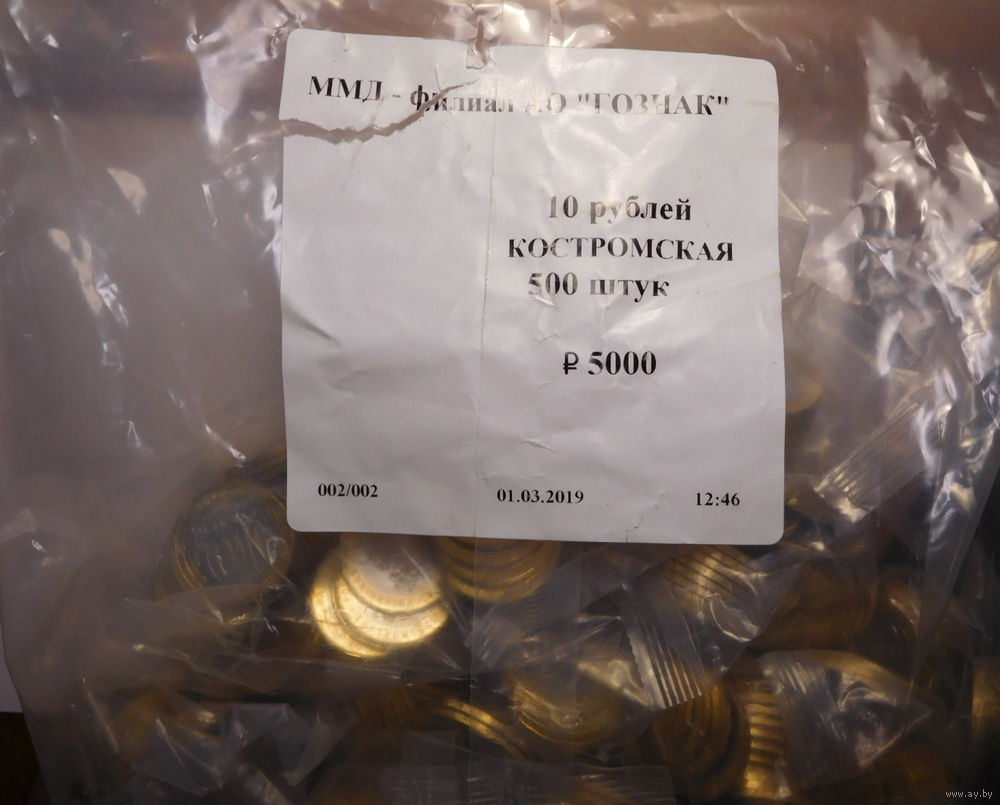 ММД - филиал АО "ГОЗНАК"
10 рублей
КОСТРОМСКАЯ
500 штук
₽ 5000
002/002 01.03.2019 12:46
www.ay.by